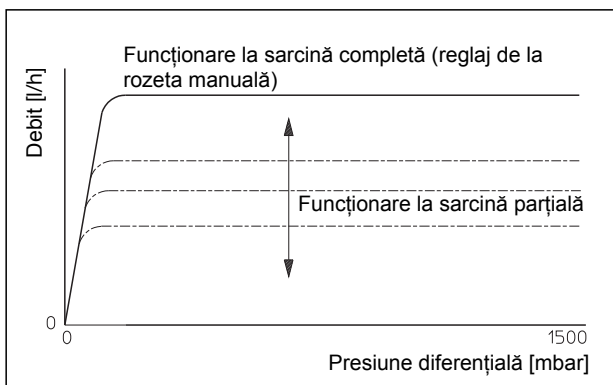 Funcționare la sarcină completă (reglaj de la
rozeta manuală)
Debit [l/h]
Funcționare la sarcină parțială
0
0
1500
Presiune diferențială [mbar]